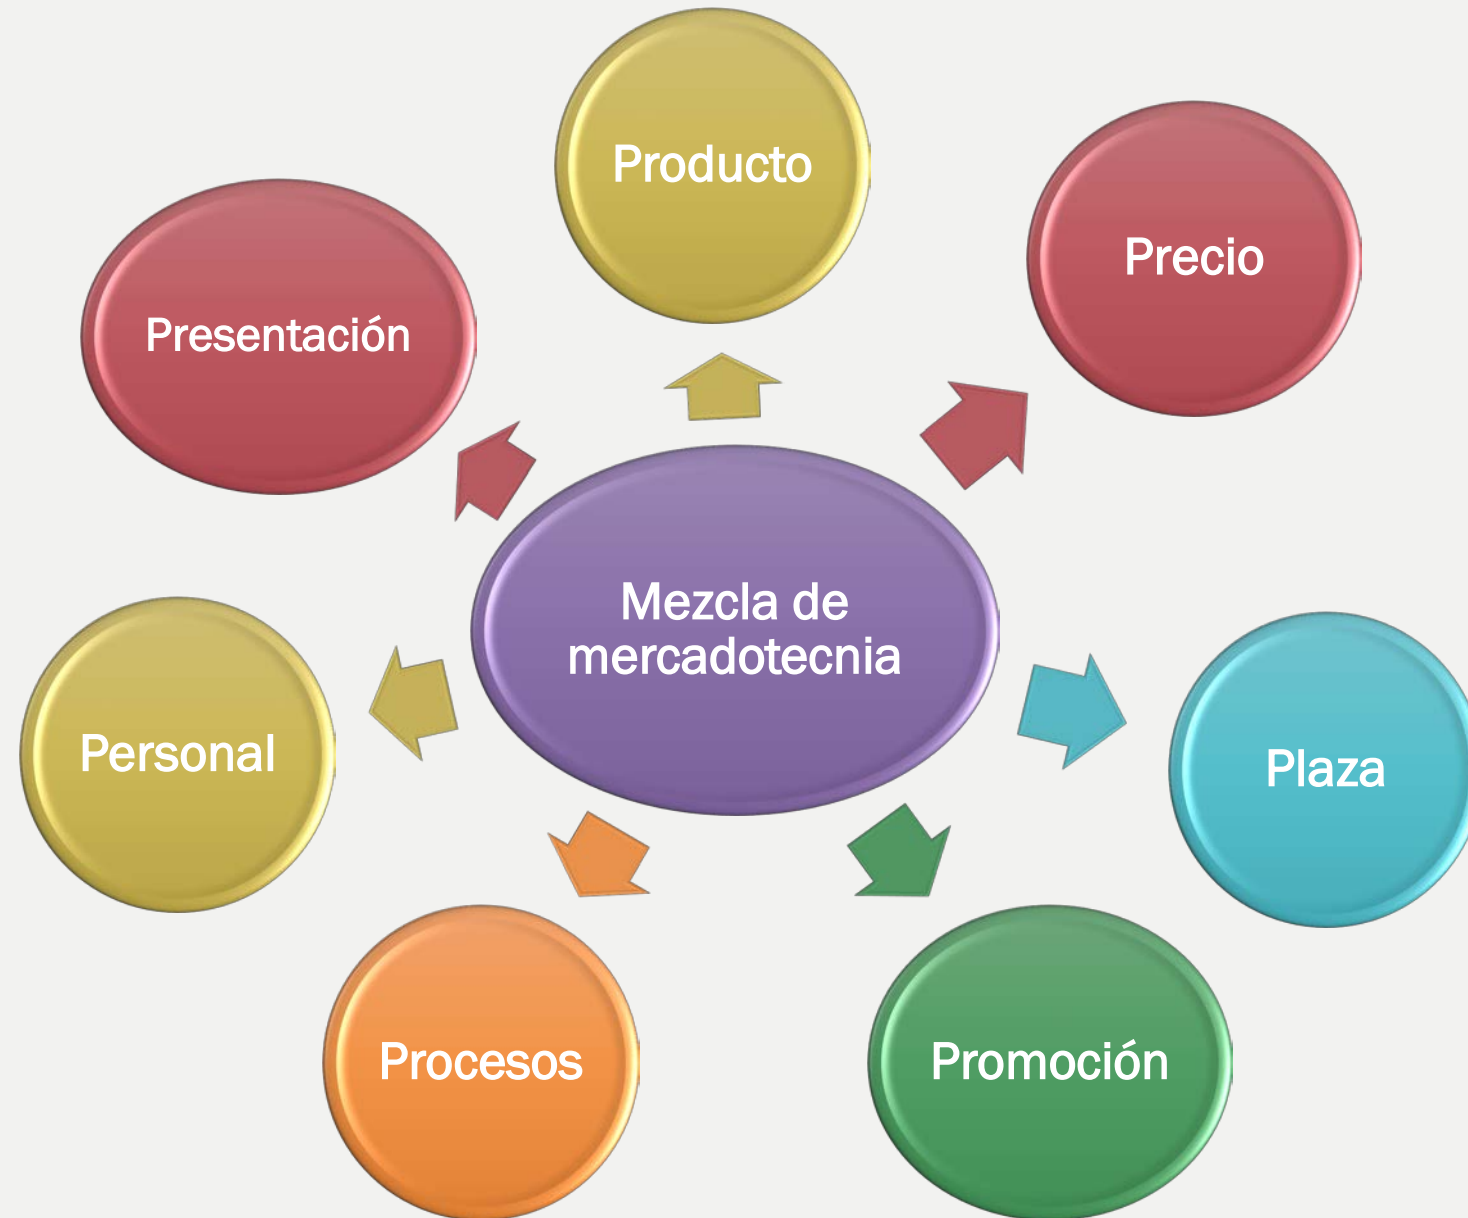 Producto
Precio
Presentación
Mezcla de
mercadotecnia
Personal
Plaza
Procesos
Promoción